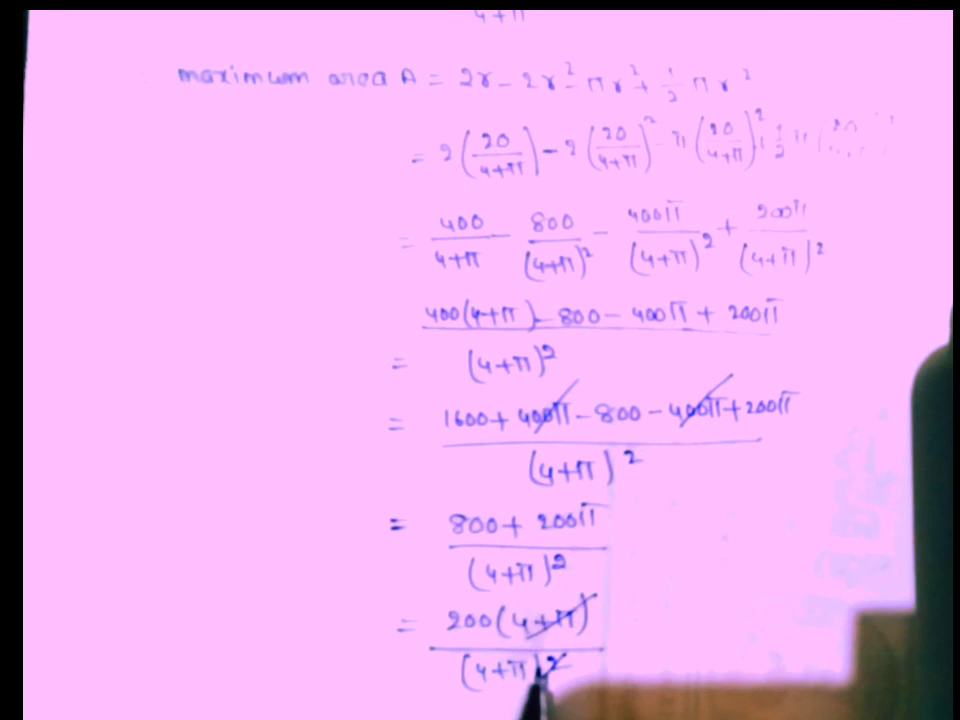 4+π
maximum area A = 2r - 2r² - πr² + 1/2 πr²
= 2(20/4+π) - 2(20/4+π)² - π(20/4+π)² + 1/2 π(20
= 400/4+π - 800/(4+π)² - 400π/(4+π)² + 200π/(4+π)²
= 400(4+π) - 800 - 400π + 200π/(4+π)²
= 1600 + 400π - 800 - 400π + 200π/(4+π)²
= 800 + 200π/(4+π)²
= 200(4+π)/(4+π)²